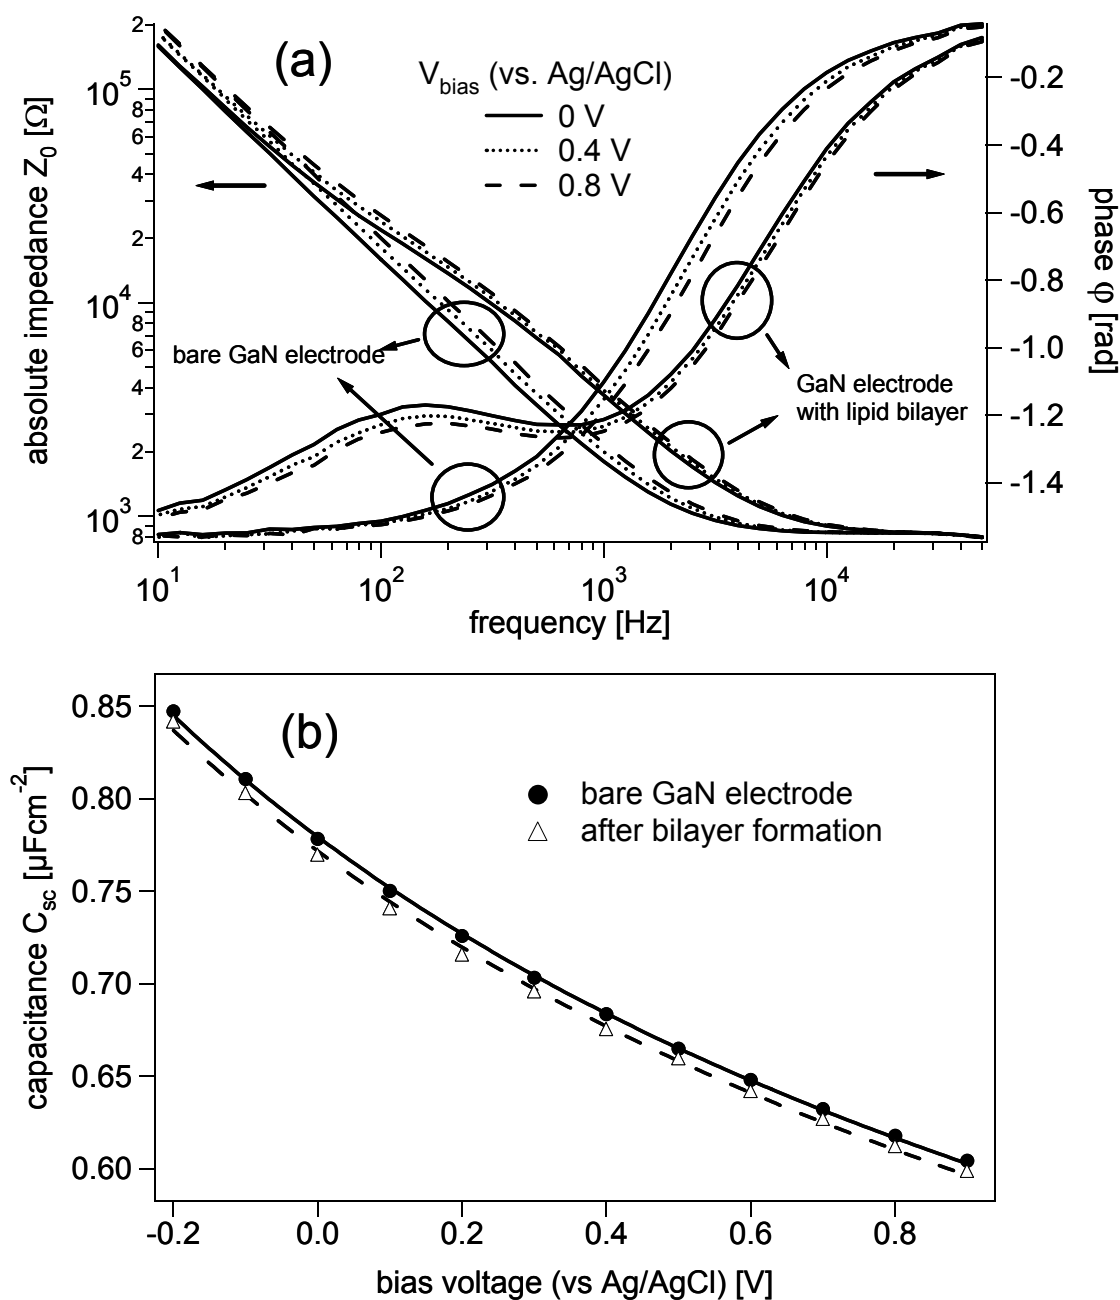 (a)
V_bias (vs. Ag/AgCl)
0 V
0.4 V
0.8 V
absolute impedance Z_0 [Ω]
2
10^5
8
6
4
2
10^4
8
6
4
2
10^3
8
bare GaN electrode
GaN electrode
with lipid bilayer
-0.2
-0.4
-0.6
-0.8
-1.0
-1.2
-1.4
phase φ [rad]
10^1
10^2
10^3
10^4
frequency [Hz]
(b)
bare GaN electrode
after bilayer formation
capacitance C_sc [µFcm^-2]
0.85
0.80
0.75
0.70
0.65
0.60
-0.2
0.0
0.2
0.4
0.6
0.8
bias voltage (vs Ag/AgCl) [V]